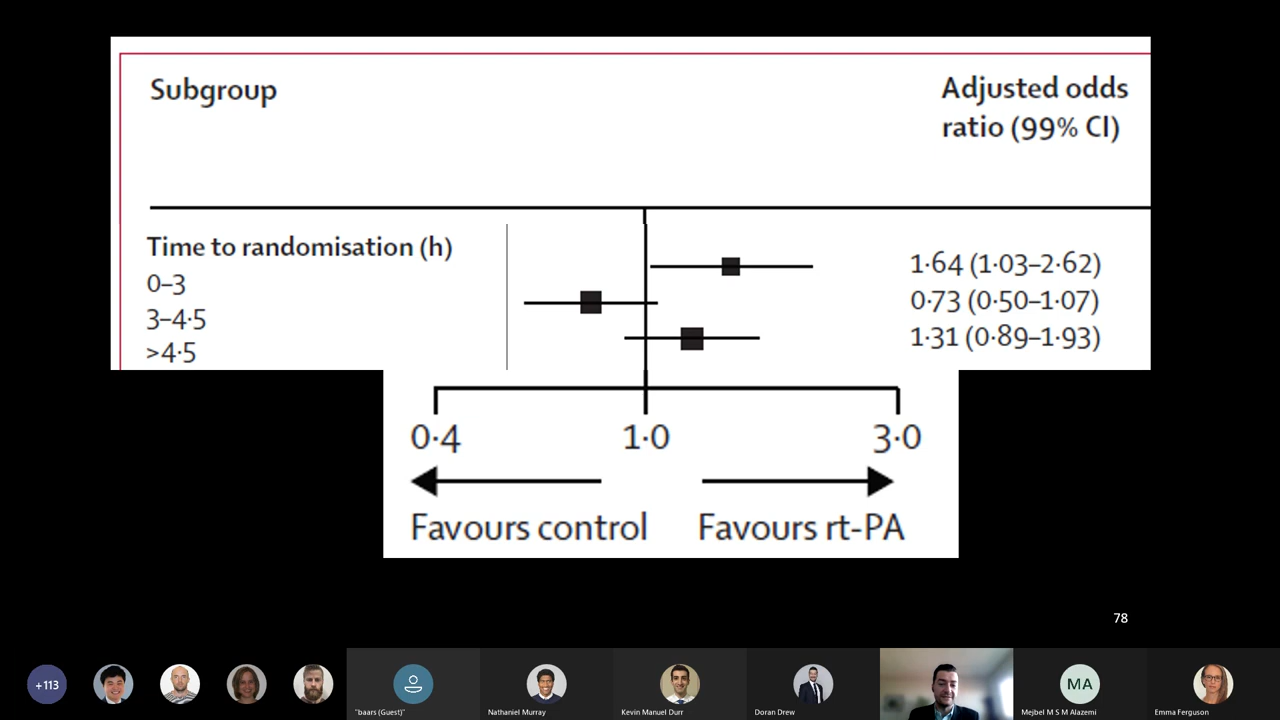 Subgroup
Adjusted odds
ratio (99% CI)
Time to randomisation (h)
0–3
1·64 (1·03–2·62)
3–4·5
0·73 (0·50–1·07)
>4·5
1·31 (0·89–1·93)
0·4
1·0
3·0
Favours control
Favours rt-PA
78
+113
"baars (Guest)"
Nathaniel Murray
Kevin Manuel Durr
Doran Drew
MA
Mejbel M S M Alazemi
Emma Ferguson